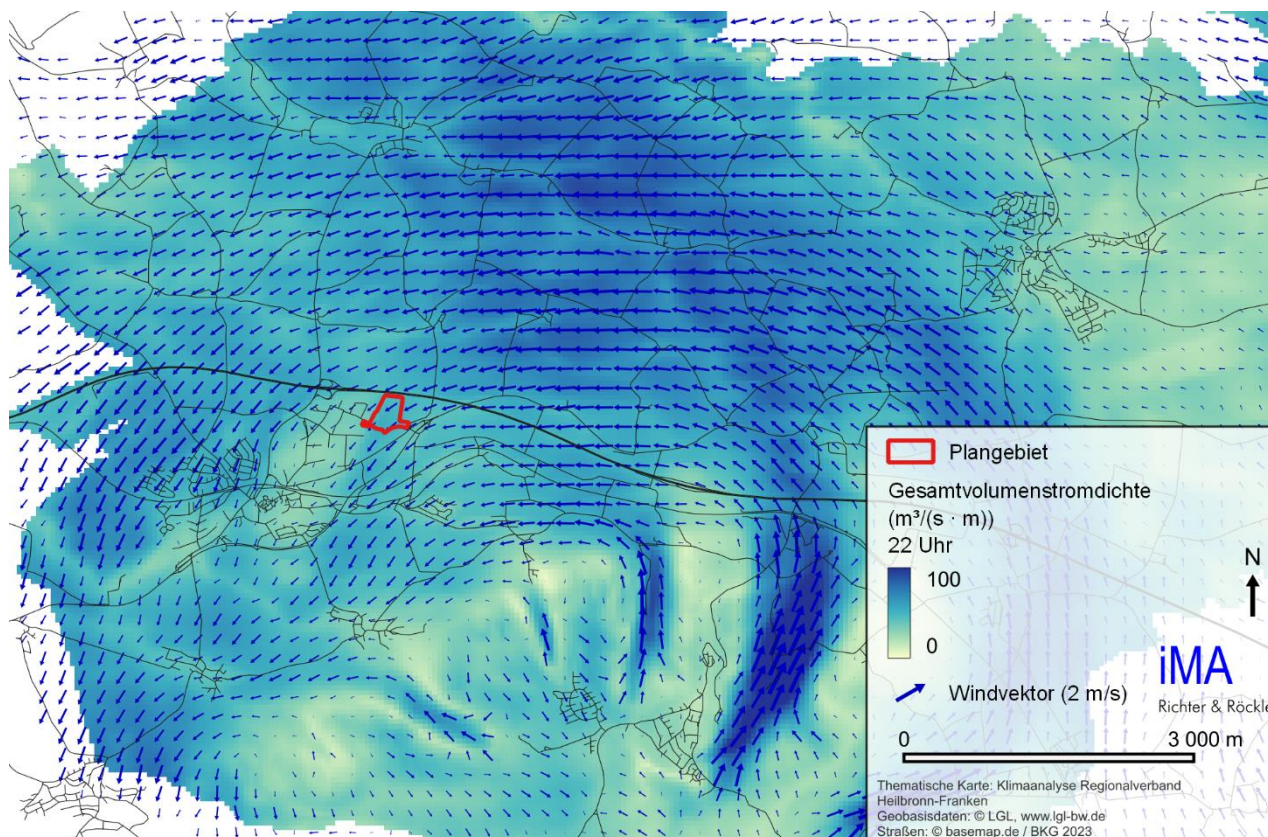 Plangebiet
Gesamtvolumenstromdichte
(m³/(s · m))
22 Uhr
100
0
N
Windvektor (2 m/s)
iMA
Richter & Röckle
0
3 000 m
Thematische Karte: Klimaanalyse Regionalverband
Heilbronn-Franken
Geobasisdaten: © LGL, www.lgl-bw.de
Straßen: © basemap.de / BKG 2023